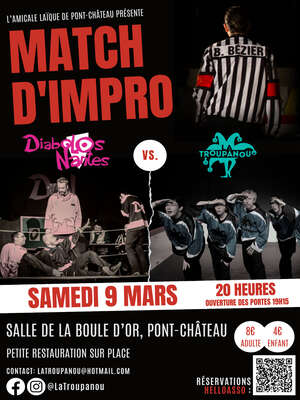 L'AMICALE LAÏQUE DE PONT-CHÂTEAU PRÉSENTE
MATCH
D'IMPRO
B. BÉZIER
Diabolos
Nantes
VS.
TROUPANOU
SAMEDI 9 MARS
20 HEURES
OUVERTURE DES PORTES 19H15
SALLE DE LA BOULE D'OR, PONT-CHÂTEAU
8€
ADULTE
4€
ENFANT
PETITE RESTAURATION SUR PLACE
CONTACT: LATROUPANOU@HOTMAIL.COM
@LaTroupanou
RÉSERVATIONS
HELLOASSO :